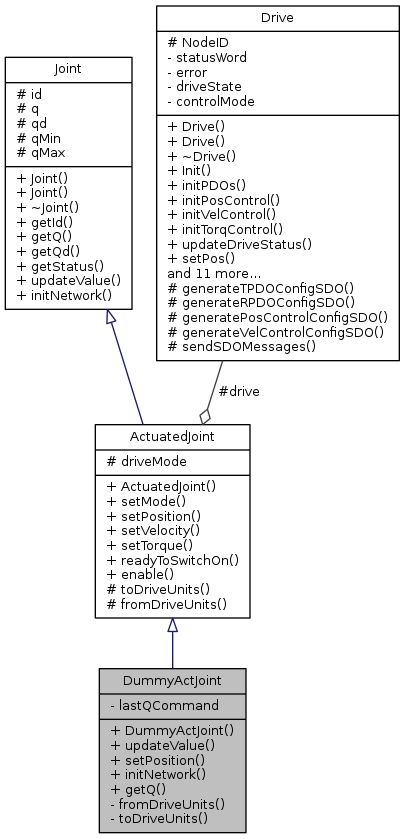 Drive
# NodeID
- statusWord
- error
- driveState
- controlMode
+ Drive()
+ Drive()
+ ~Drive()
+ Init()
+ initPDOs()
+ initPosControl()
+ initVelControl()
+ initTorqControl()
+ updateDriveStatus()
+ setPos()
and 11 more...
# generateTPDOConfigSDO()
# generateRPDOConfigSDO()
# generatePosControlConfigSDO()
# generateVelControlConfigSDO()
# sendSDOMessages()
Joint
# id
# q
# qd
# qMin
# qMax
+ Joint()
+ Joint()
+ ~Joint()
+ getId()
+ getQ()
+ getQd()
+ getStatus()
+ updateValue()
+ initNetwork()
#drive
ActuatedJoint
# driveMode
+ ActuatedJoint()
+ setMode()
+ setPosition()
+ setVelocity()
+ setTorque()
+ readyToSwitchOn()
+ enable()
# toDriveUnits()
# fromDriveUnits()
DummyActJoint
- lastQCommand
+ DummyActJoint()
+ updateValue()
+ setPosition()
+ initNetwork()
+ getQ()
- fromDriveUnits()
- toDriveUnits()